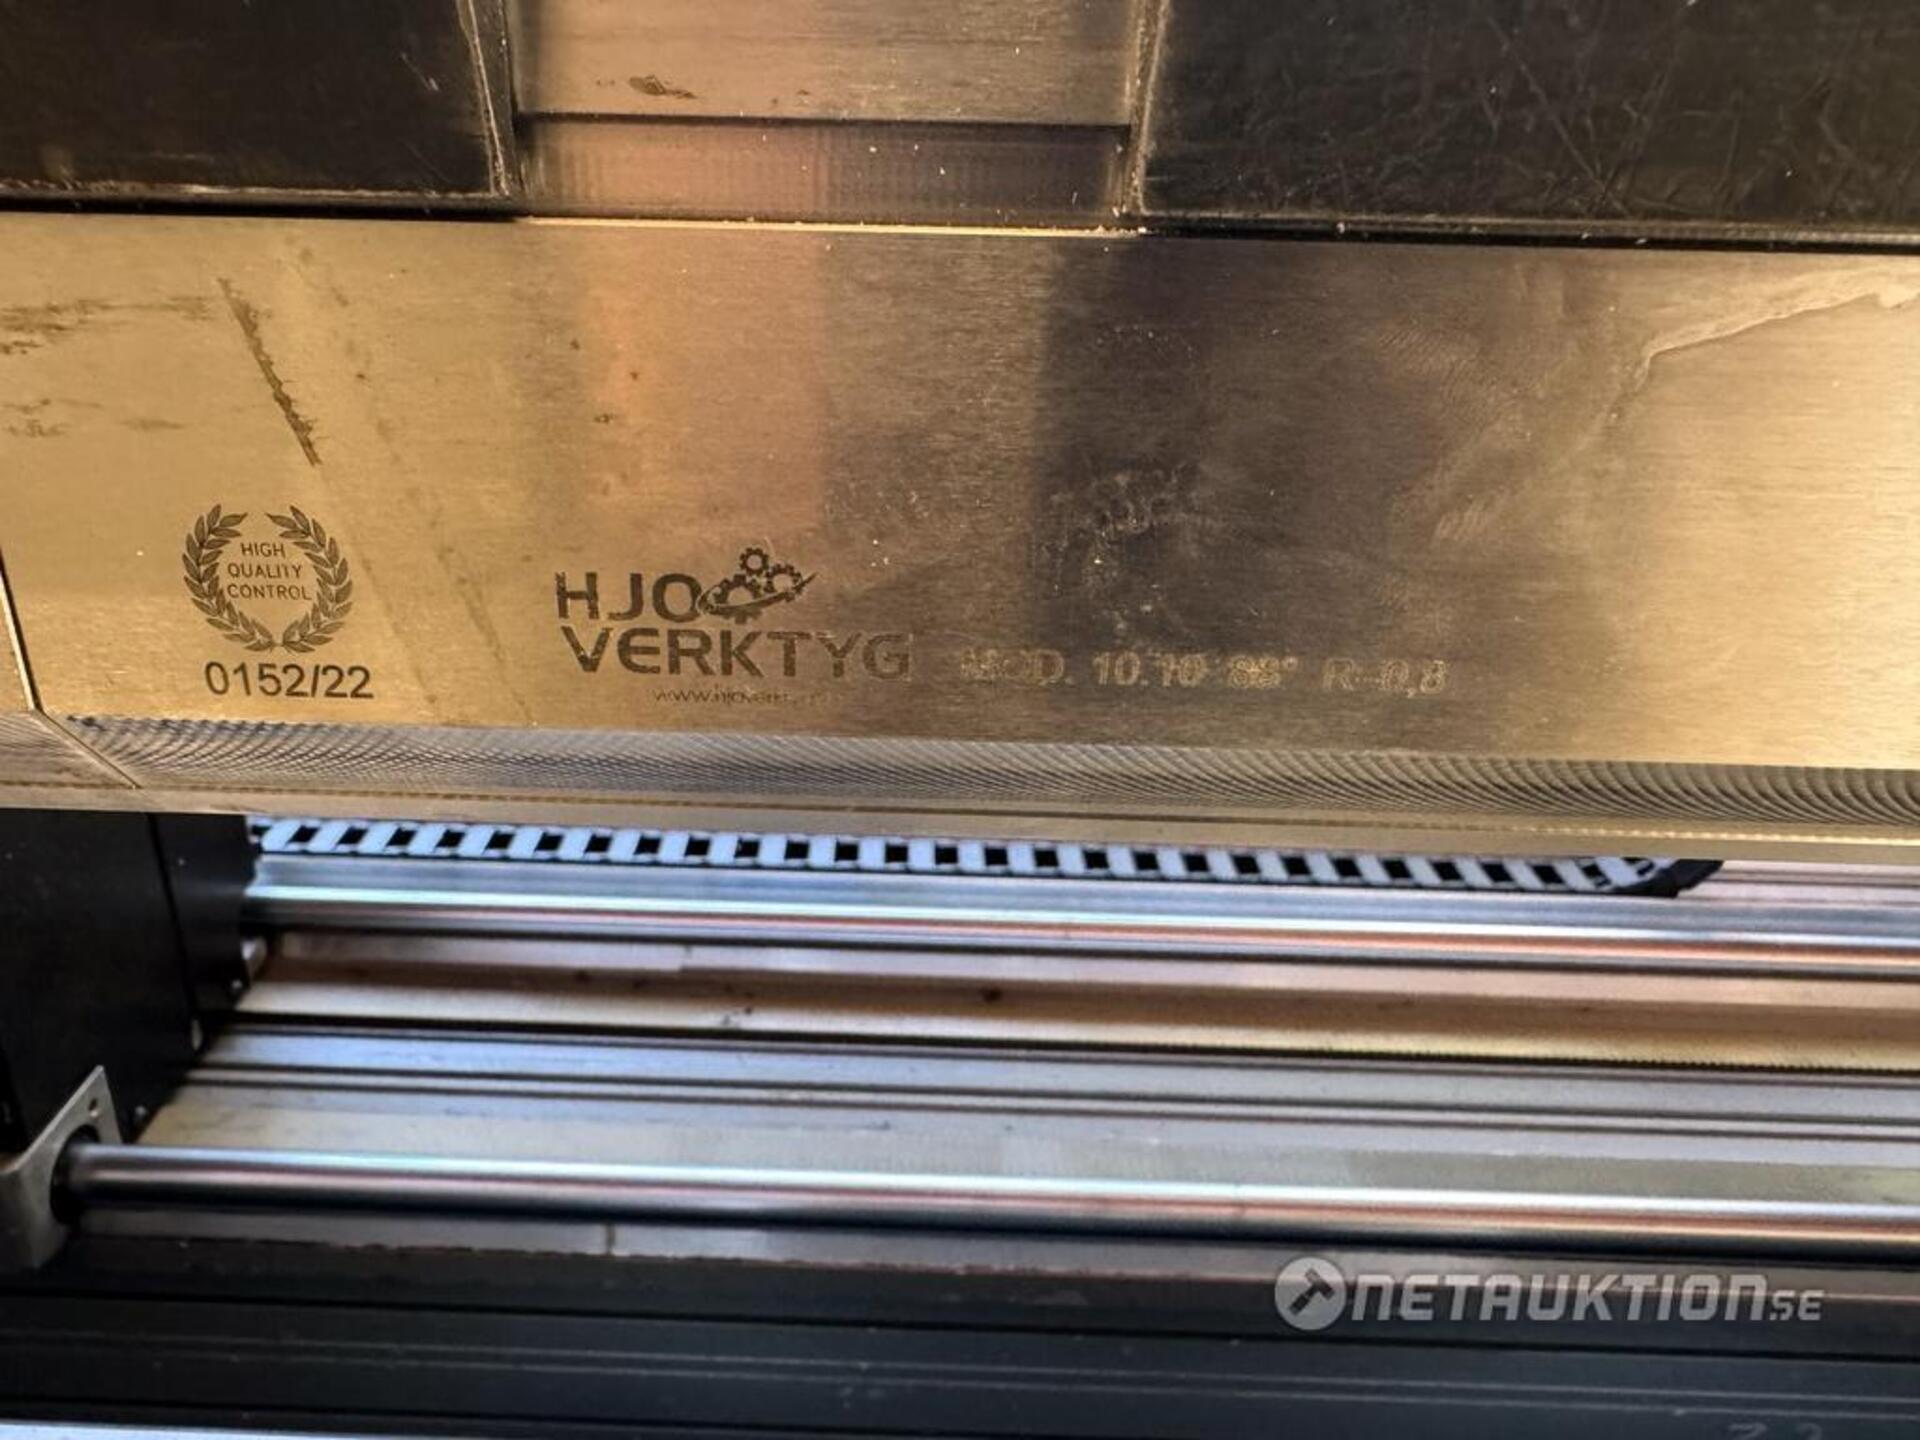 HIGH
QUALITY
CONTROL
0152/22
HJO
VERKTYG
MOD. 10.10 88° R=0,8
NETAUKTION.SE